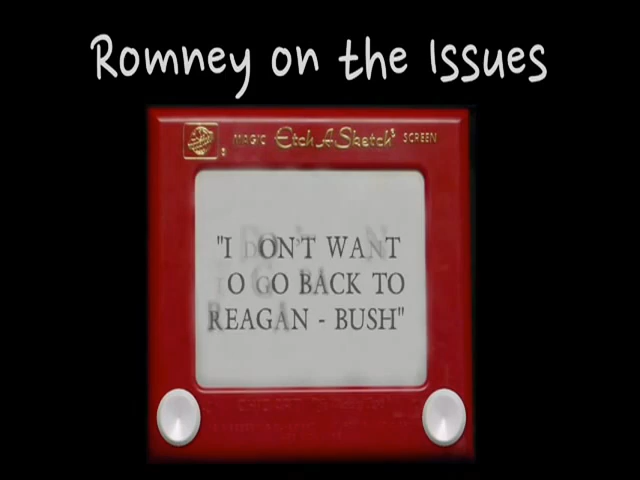 Romney on the Issues
MAGIC Etch A Sketch® SCREEN
"I DON'T WANT
TO GO BACK TO
REAGAN - BUSH"